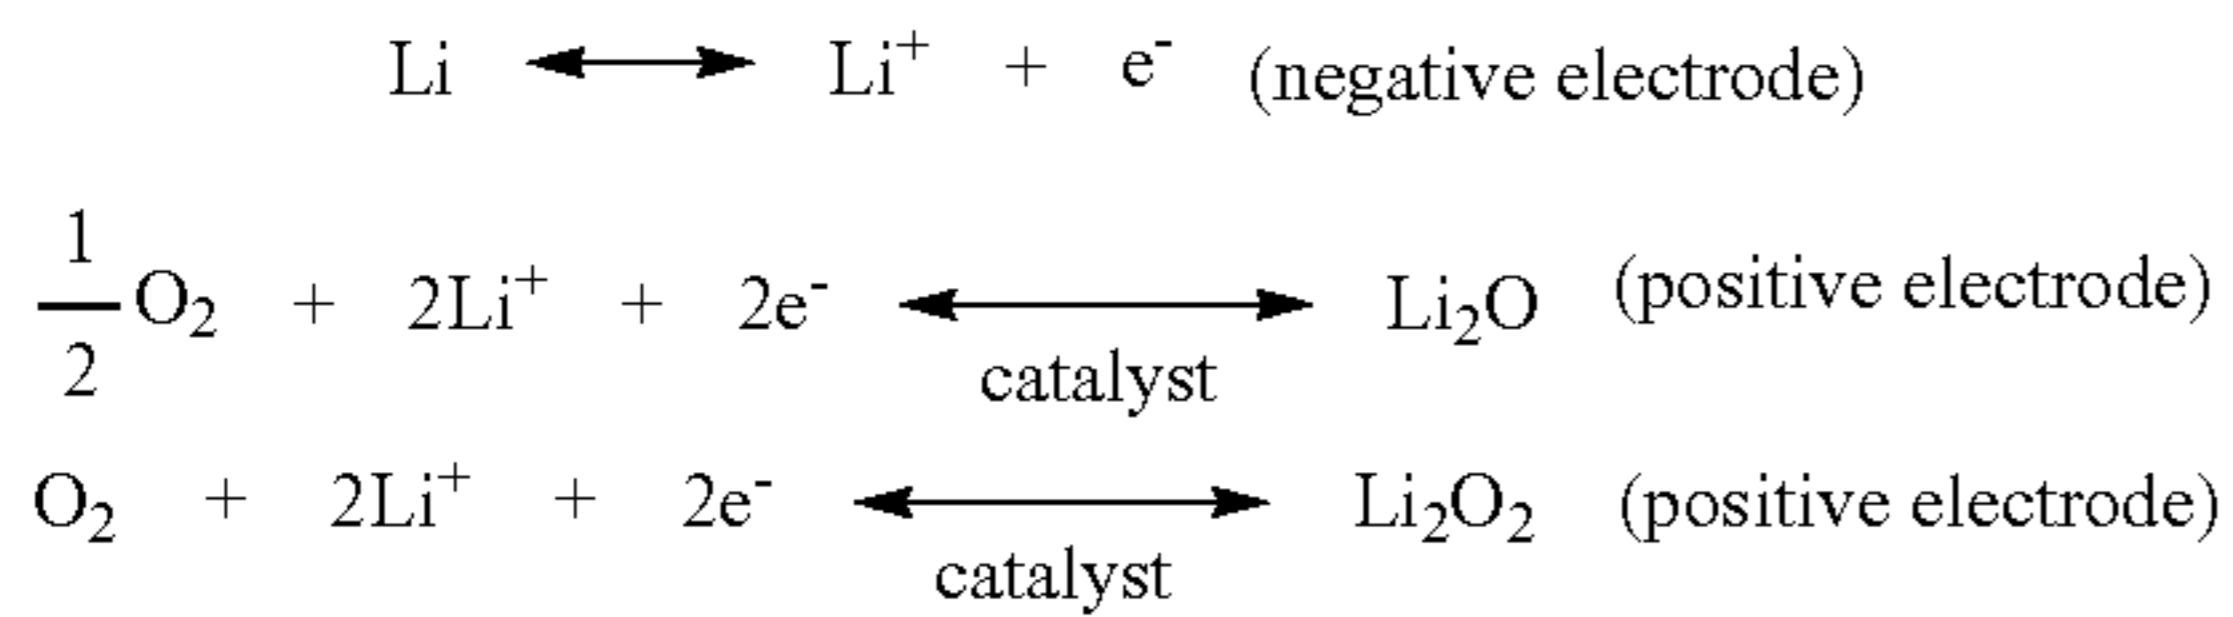 Li ⟷ Li⁺ + e⁻ (negative electrode)
1/2 O₂ + 2Li⁺ + 2e⁻ ⟷ Li₂O (positive electrode)
catalyst
O₂ + 2Li⁺ + 2e⁻ ⟷ Li₂O₂ (positive electrode)
catalyst